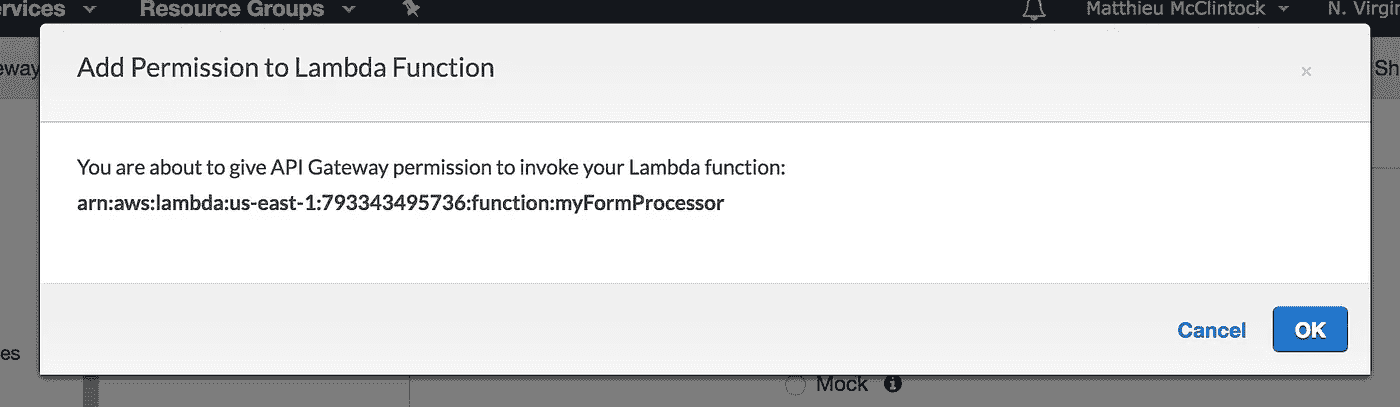 ervices Resource Groups Matthieu McClintock N. Virgin
eway Sh
Add Permission to Lambda Function
×
You are about to give API Gateway permission to invoke your Lambda function:
arn:aws:lambda:us-east-1:793343495736:function:myFormProcessor
Cancel OK
es
Mock